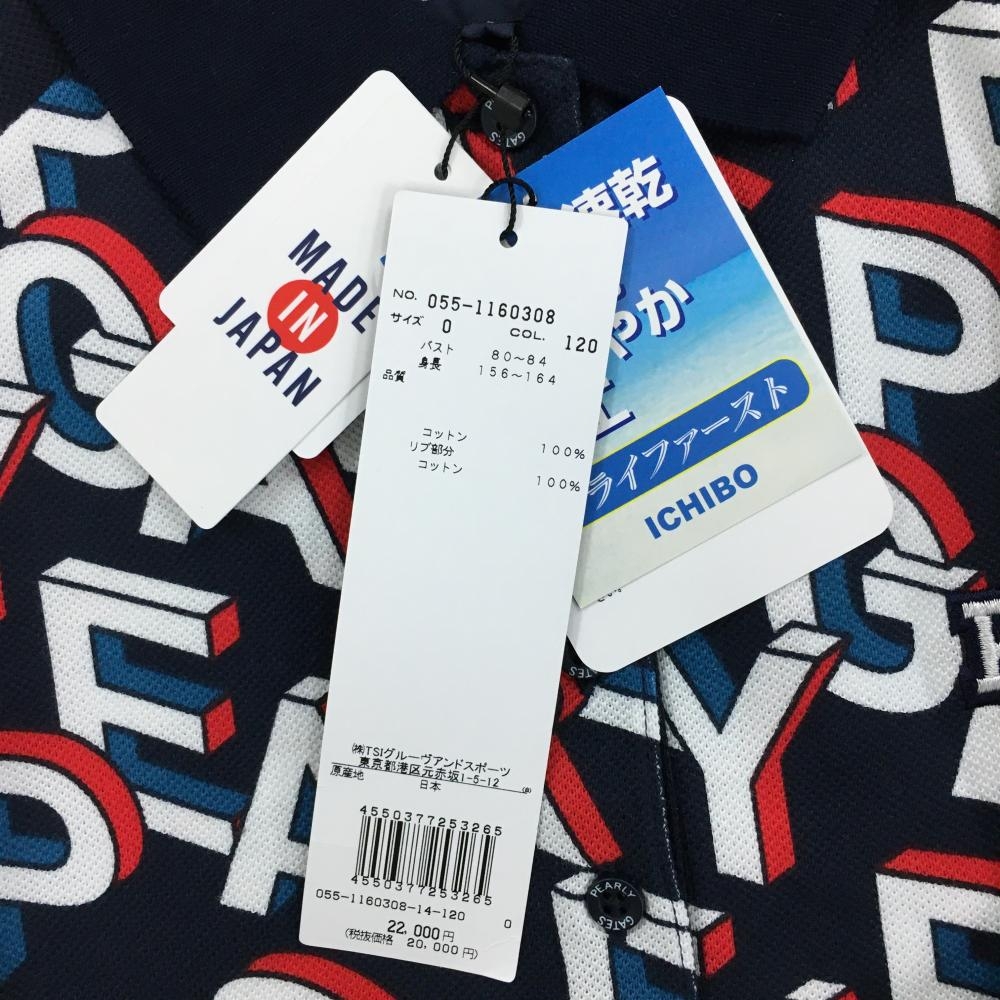 MADE
IN
JAPAN
NO. 055-1160308
サイズ 0 COL. 120
バスト 80～84
身長 156～164
品質
コットン 100%
リブ部分
コットン 100%
㈱TSIグルーヴアンドスポーツ
東京都港区元赤坂1-5-12
原産地
日本
4550377253265
4550377253265
055-1160308-14-120 0
22,000円
(税抜価格 20,000円)
速乾
やか
ライファースト
ICHIBO
PEARLY
GATES
PEARLY
GATES